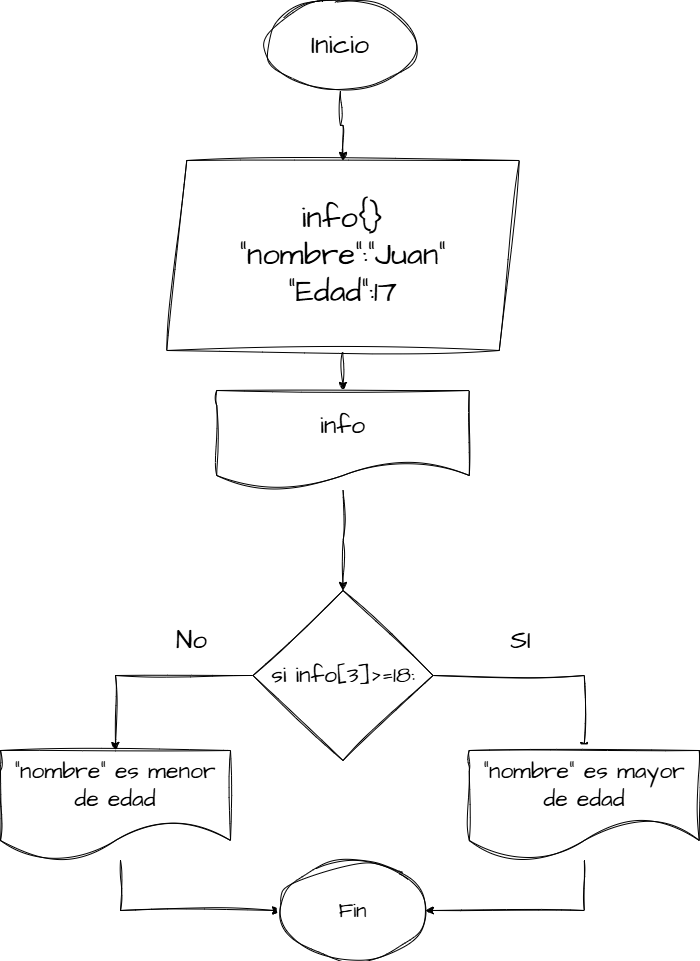 Inicio
info{}
"nombre":"Juan"
"Edad":17
info
No
SI
si info[3]>=18:
"nombre" es menor
de edad
"nombre" es mayor
de edad
Fin